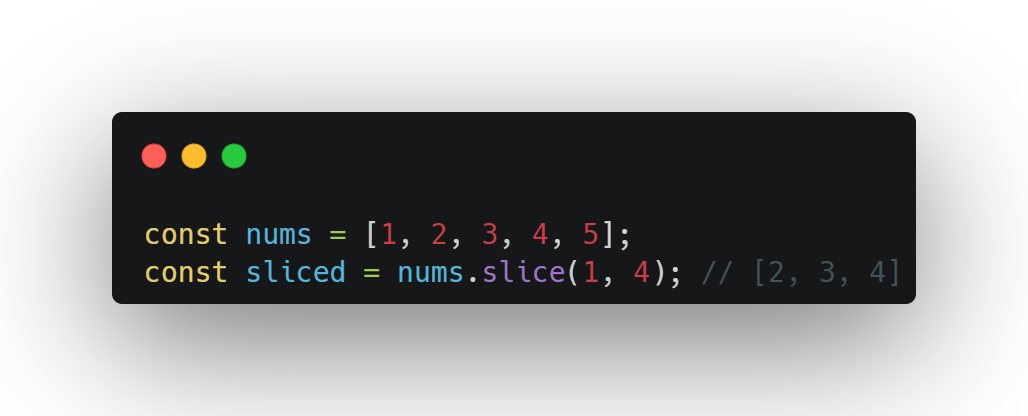 const nums = [1, 2, 3, 4, 5];
const sliced = nums.slice(1, 4); // [2, 3, 4]